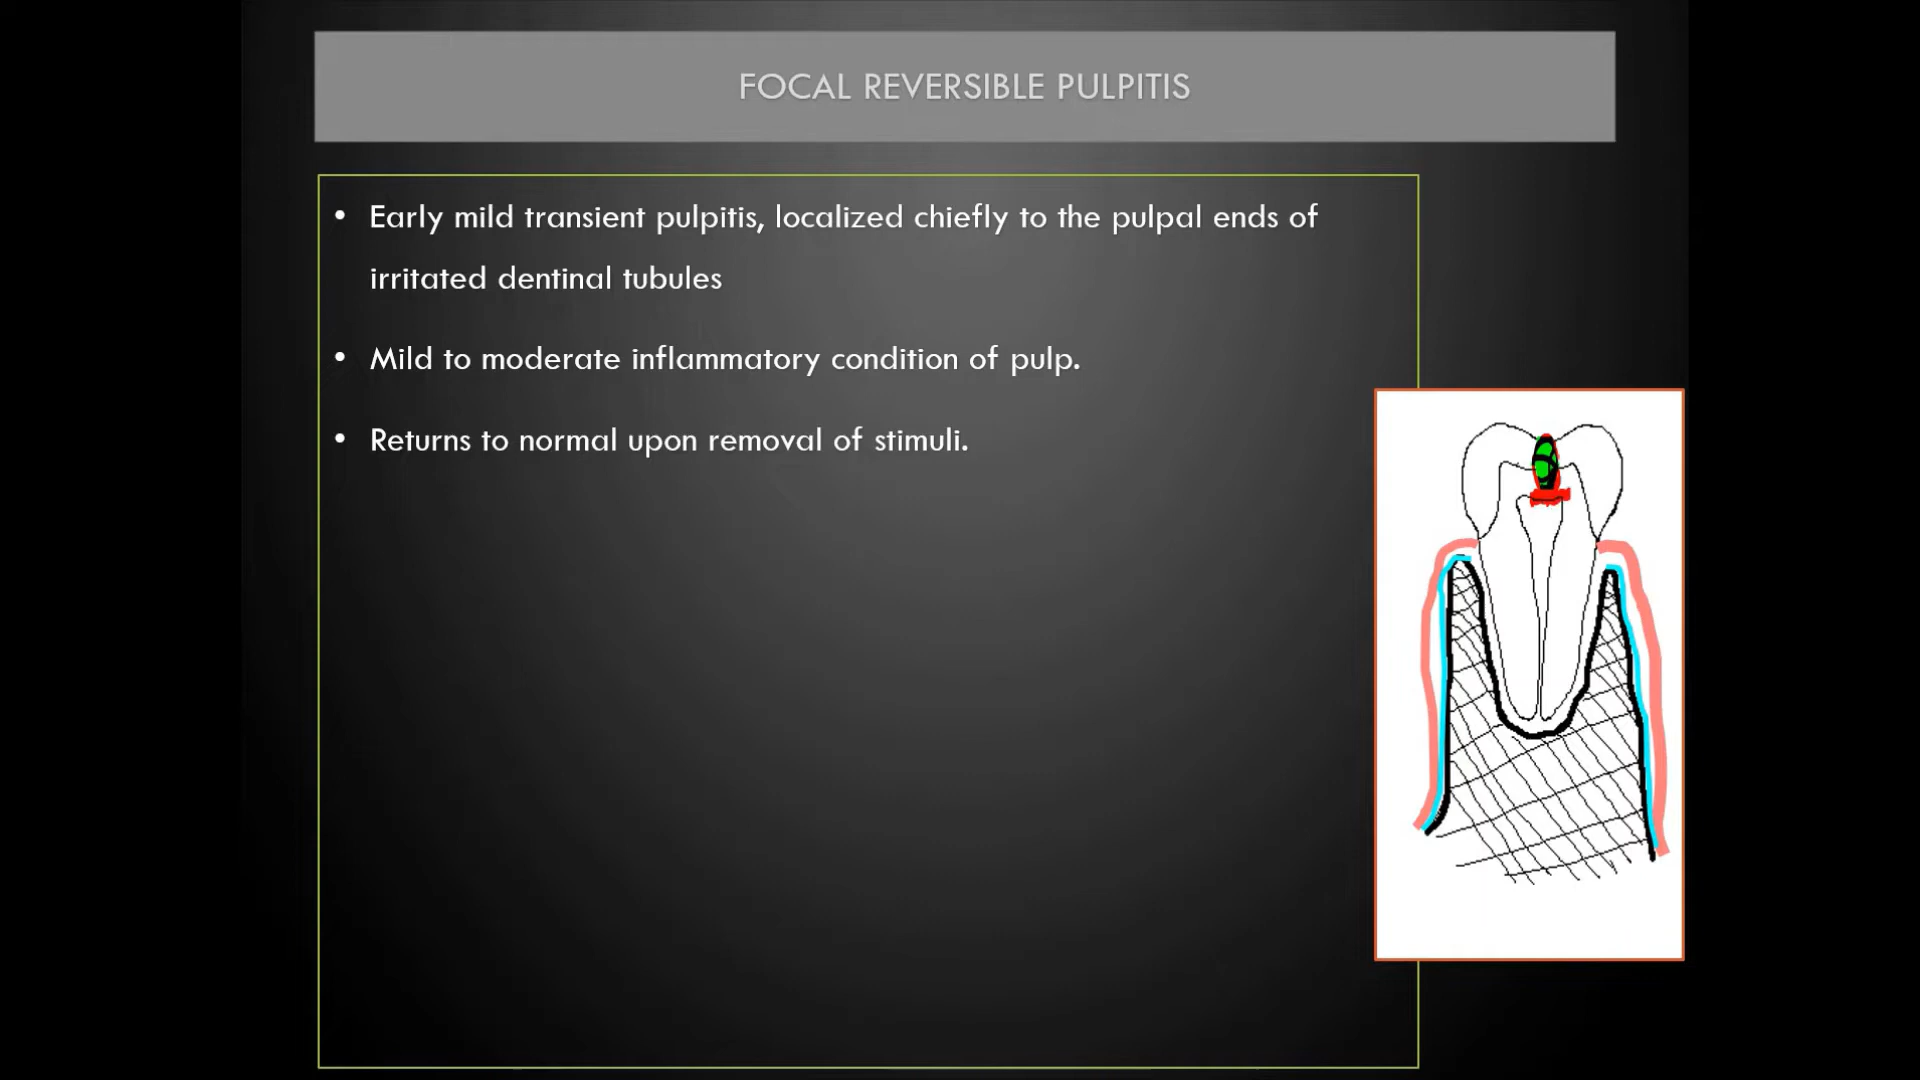 FOCAL REVERSIBLE PULPITIS
• Early mild transient pulpitis, localized chiefly to the pulpal ends of
irritated dentinal tubules
• Mild to moderate inflammatory condition of pulp.
• Returns to normal upon removal of stimuli.